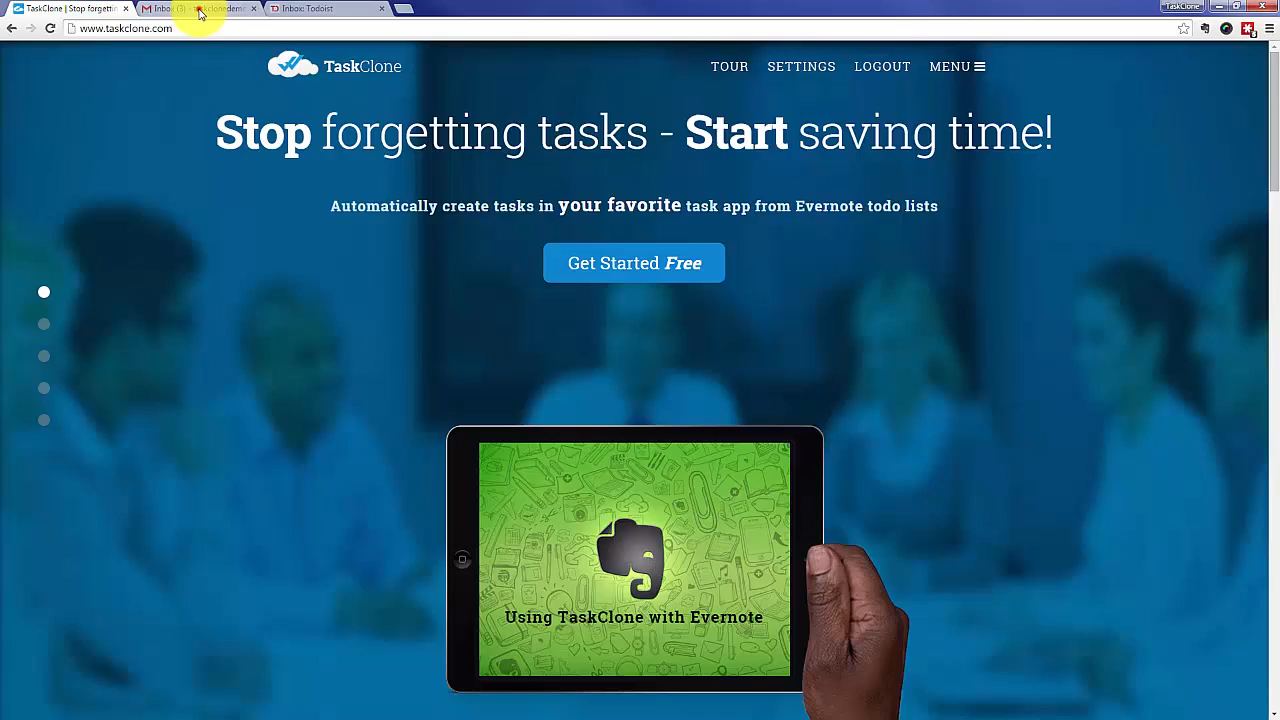 TaskClone | Stop forgettin
Inbox (3) -
Inbox: Todoist
TaskClone
www.taskclone.com
TaskClone
TOUR
SETTINGS
LOGOUT
MENU
Stop forgetting tasks - Start saving time!
Automatically create tasks in your favorite task app from Evernote todo lists
Get Started Free
Using TaskClone with Evernote